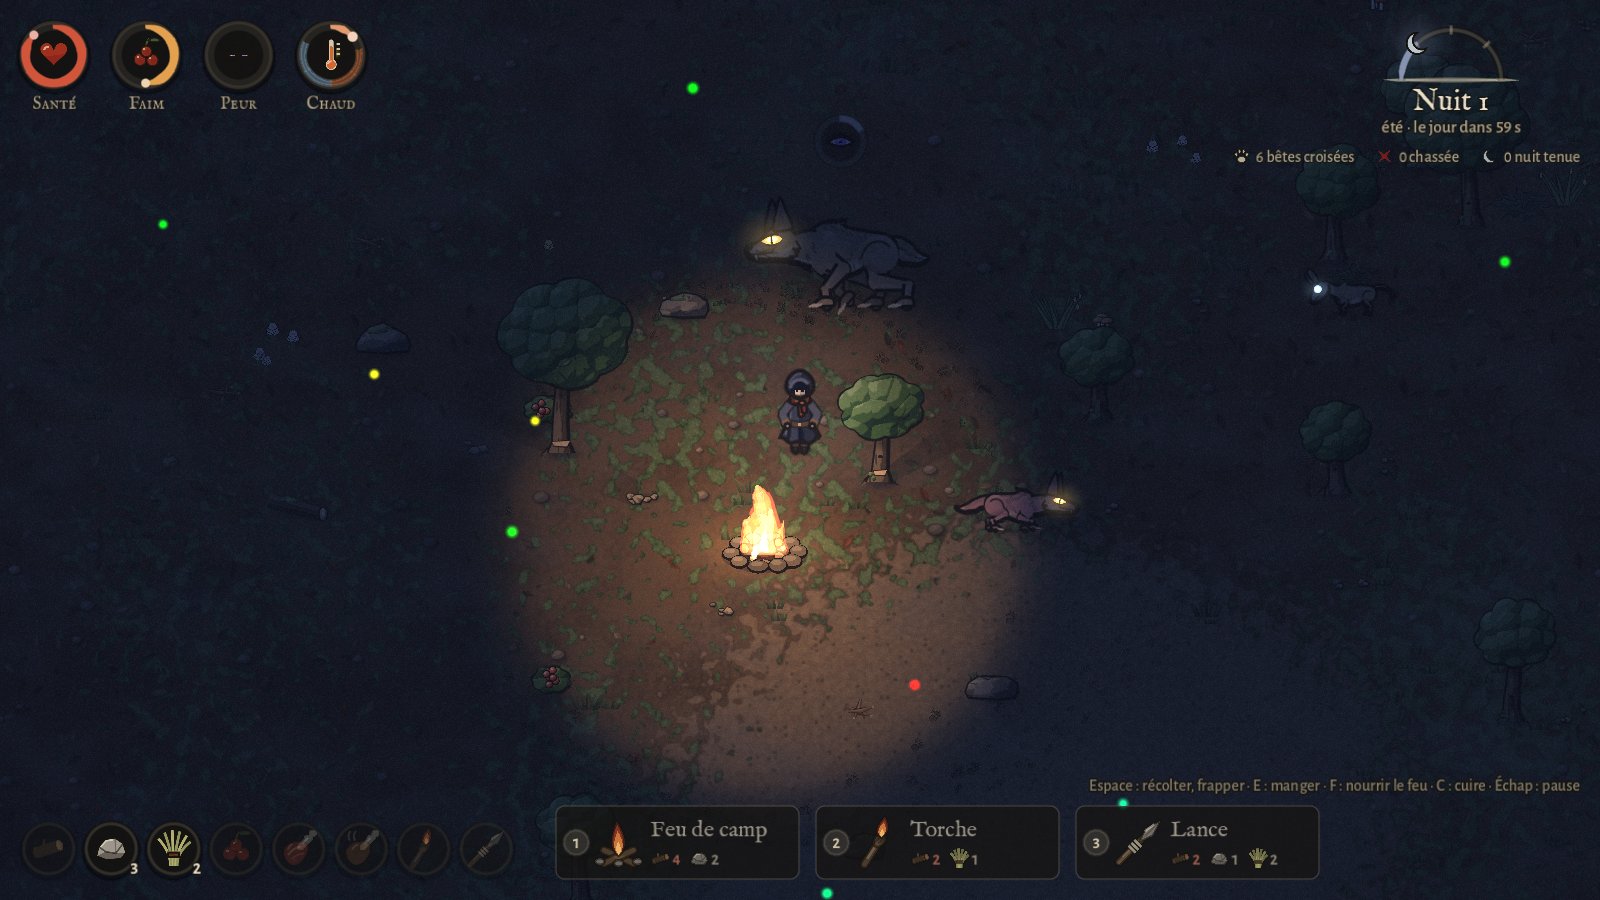 SANTÉ
FAIM
PEUR
CHAUD
--
Nuit 1
été · le jour dans 59 s
6 bêtes croisées
0 chassée
0 nuit tenue
Espace : récolter, frapper · E : manger · F : nourrir le feu · C : cuire · Échap : pause
3
2
1
Feu de camp
4
2
2
Torche
2
1
3
Lance
2
1
2